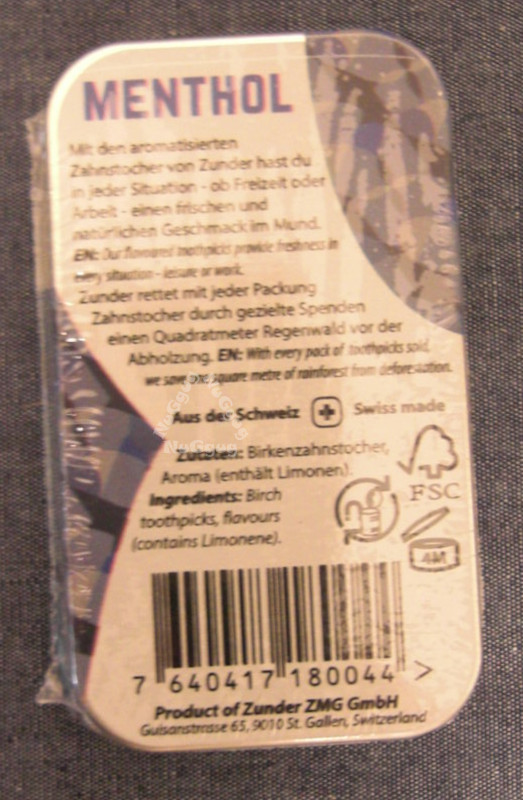 MENTHOL
Mit den aromatisierten
Zahnstocher von Zunder hast du
in jeder Situation - ob Freizeit oder
Arbeit - einen frischen und
natürlichen Geschmack im Mund.
EN: Our flavoured toothpicks provide freshness in
every situation - leisure or work.
Zunder rettet mit jeder Packung
Zahnstocher durch gezielte Spenden
einen Quadratmeter Regenwald vor der
Abholzung. EN: With every pack of toothpicks sold,
we save one square metre of rainforest from deforestation.
Aus der Schweiz Swiss made
NuGgug NuGgug
NuGgug
Zutaten: Birkenzahnstocher,
Aroma (enthält Limonen).
Ingredients: Birch
toothpicks, flavours
(contains Limonene).
FSC
4M
7 640417 180044 >
Product of Zunder ZMG GmbH
Guisanstrasse 65, 9010 St. Gallen, Switzerland